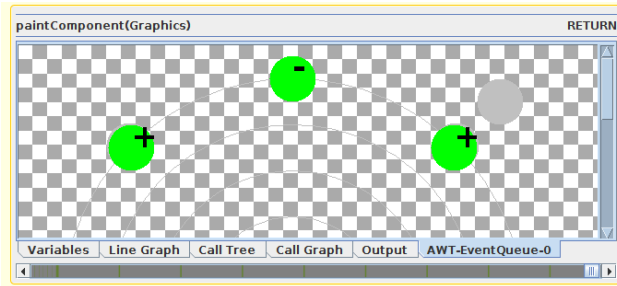 paintComponent(Graphics) RETURN
-
+ +
Variables Line Graph Call Tree Call Graph Output AWT-EventQueue-0